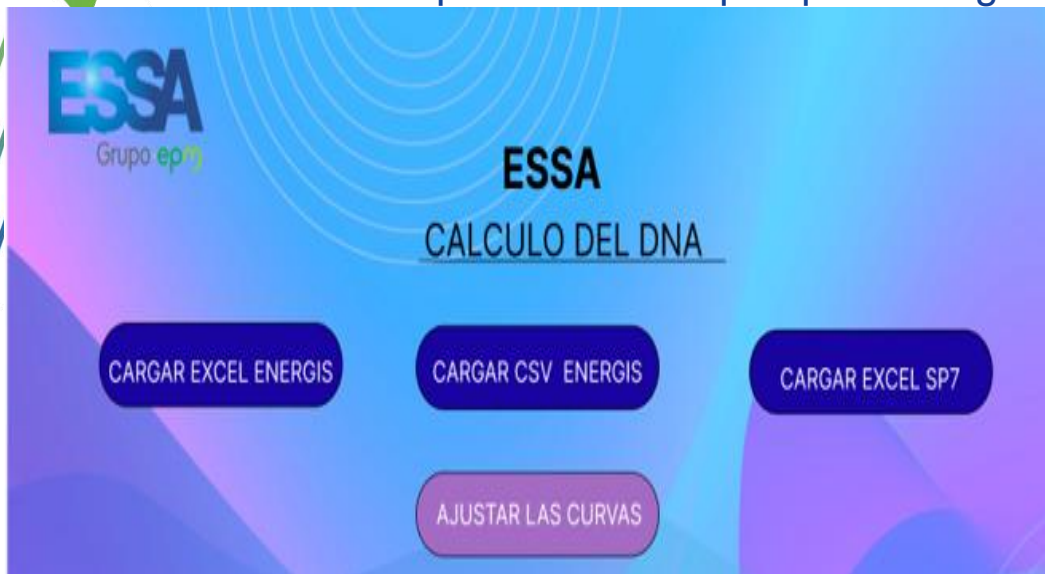 ESSA
Grupo epm
ESSA
CALCULO DEL DNA
CARGAR EXCEL ENERGIS
CARGAR CSV ENERGIS
CARGAR EXCEL SP7
AJUSTAR LAS CURVAS